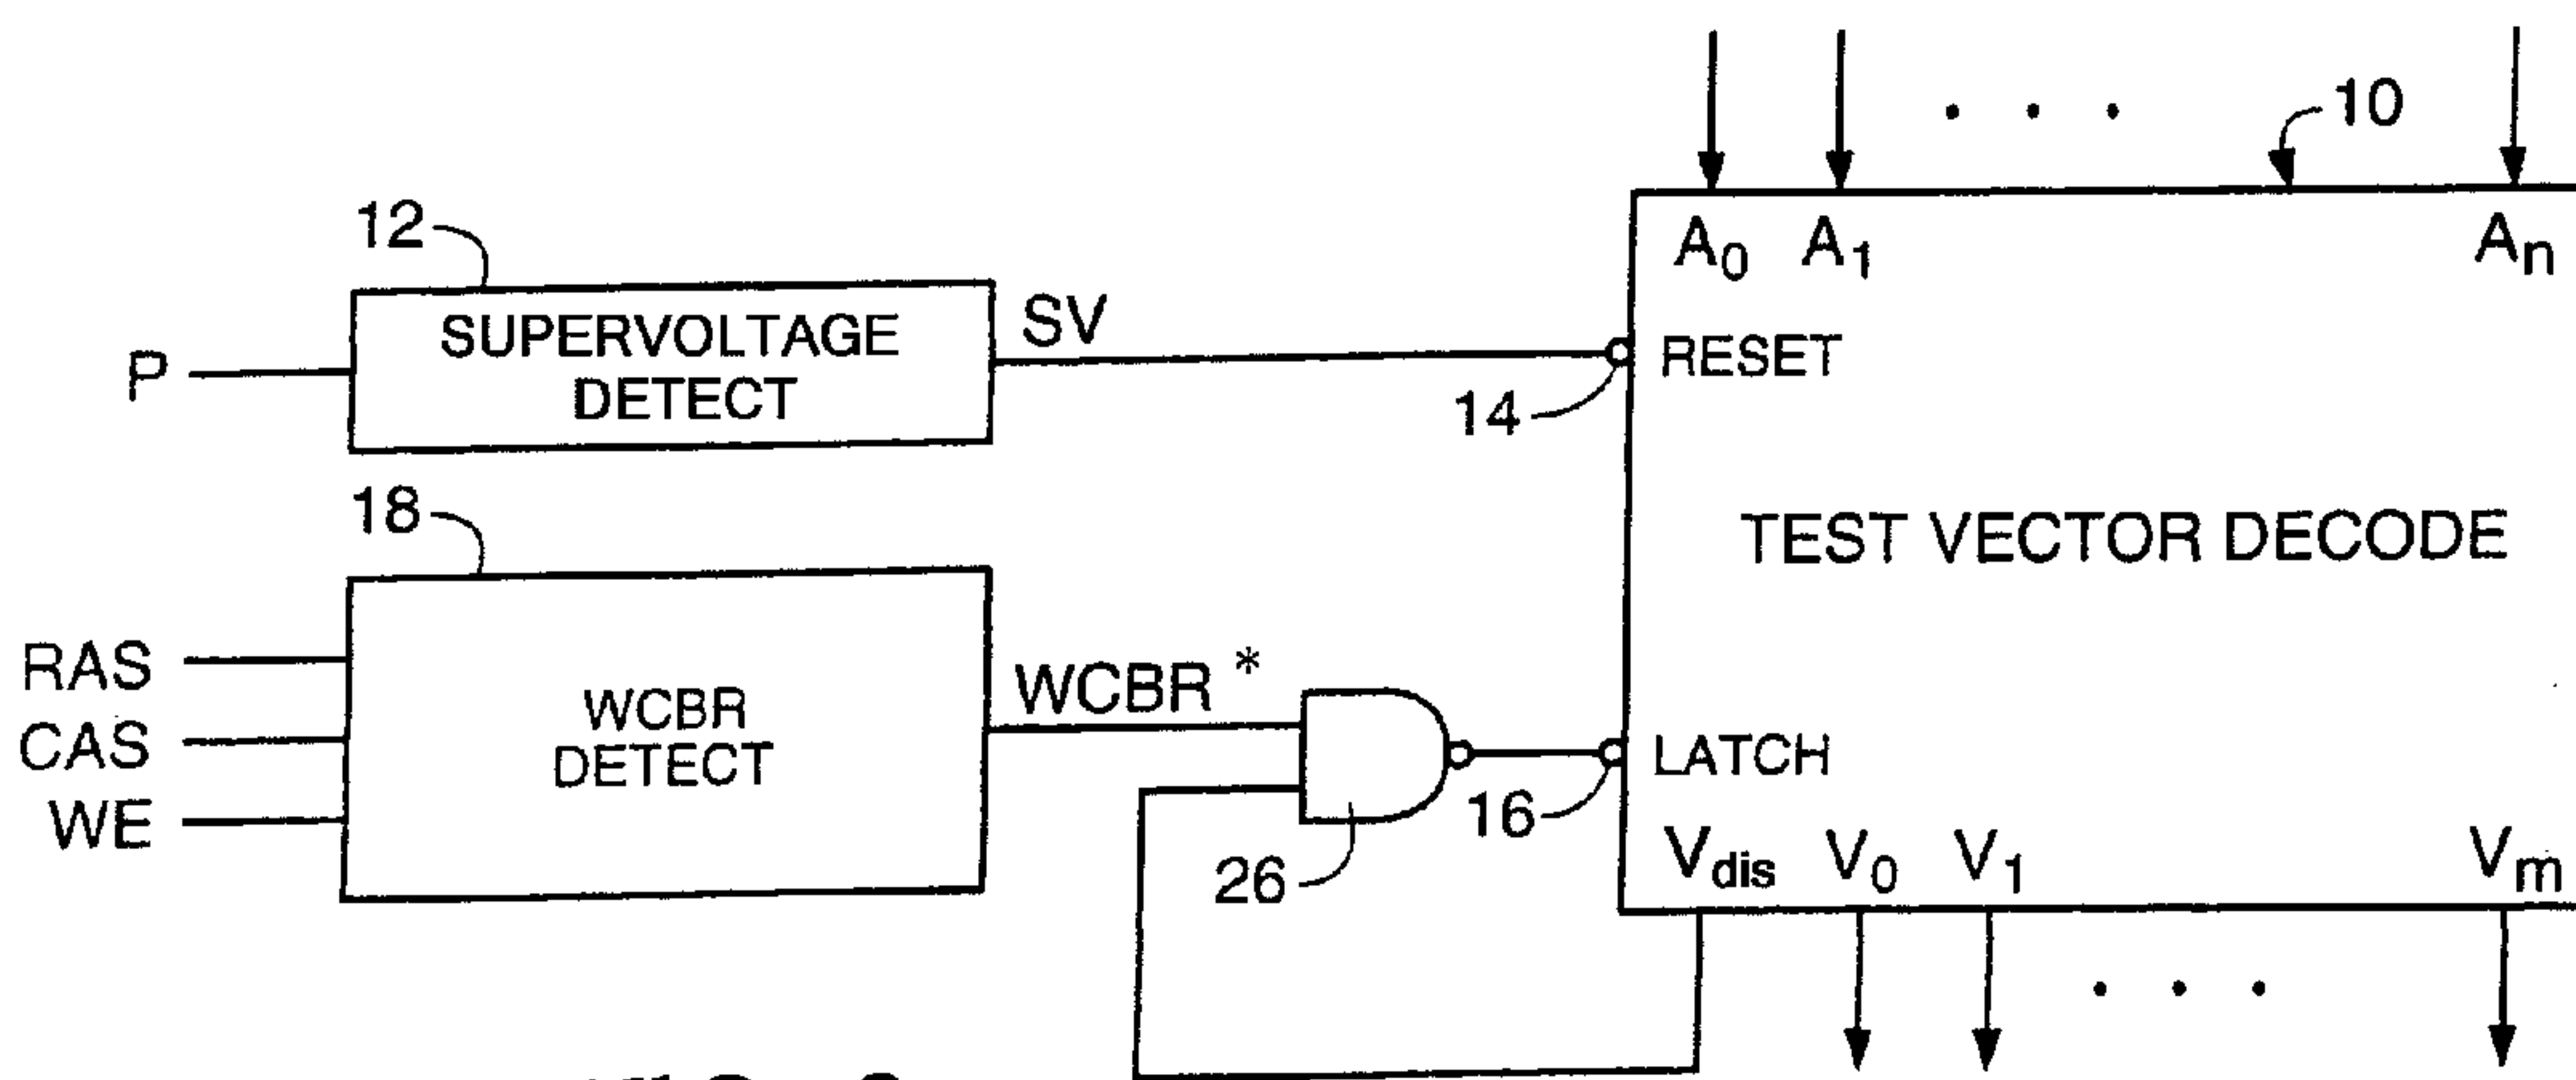 10
A0 A1 An
12
SUPERVOLTAGE
DETECT
SV
P
RESET
14
TEST VECTOR DECODE
18
RAS
CAS
WE
WCBR
DETECT
WCBR *
LATCH
16
26
Vdis V0 V1 Vm